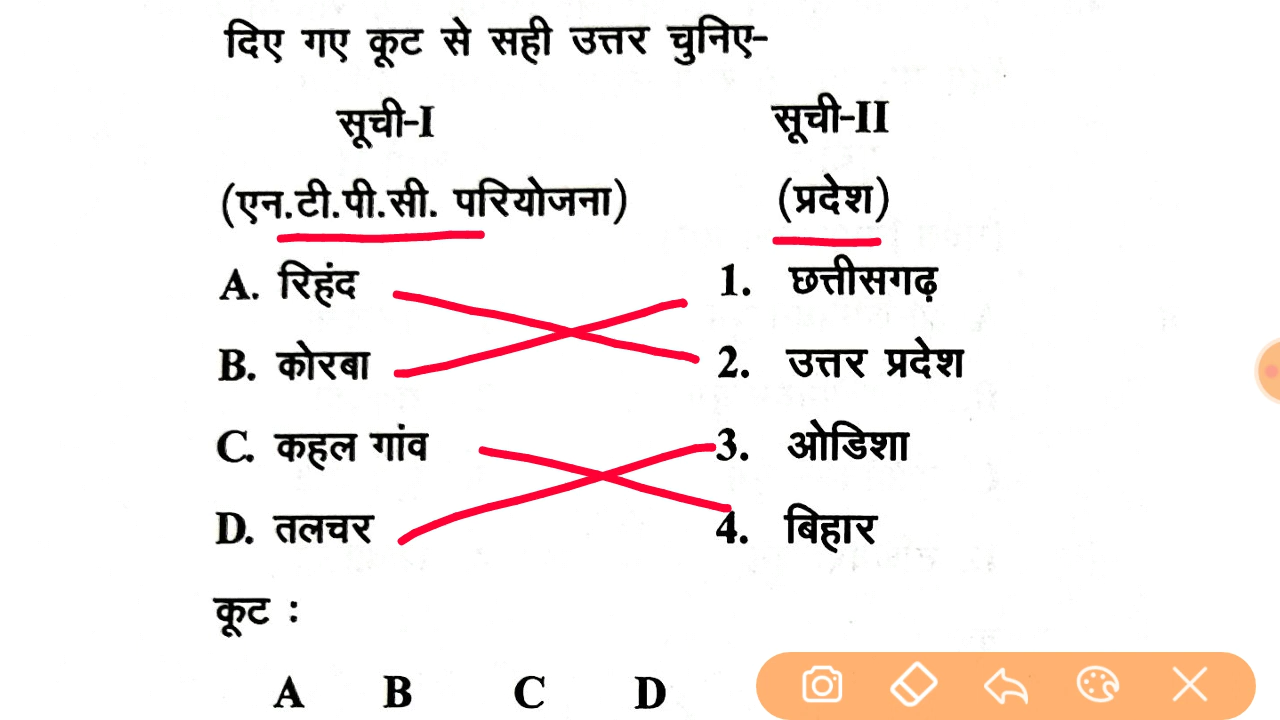 दिए गए कूट से सही उत्तर चुनिए-
सूची-I सूची-II
(एन.टी.पी.सी. परियोजना) (प्रदेश)
A. रिहंद 1. छत्तीसगढ़
B. कोरबा 2. उत्तर प्रदेश
C. कहल गांव 3. ओडिशा
D. तलचर 4. बिहार
कूट :
A B C D